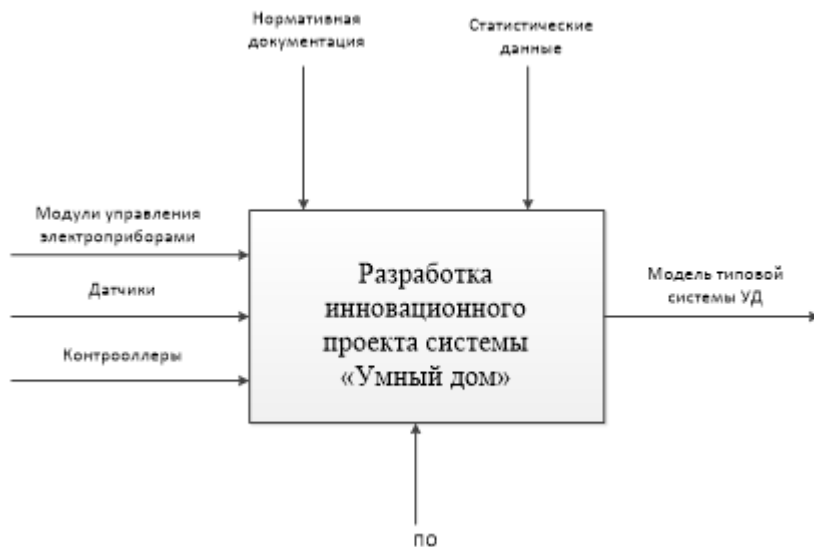 Нормативная
документация
Статистические
данные
Модули управления
электроприборами
Датчики
Контрооллеры
Разработка
инновационного
проекта системы
«Умный дом»
Модель типовой
системы УД
ПО